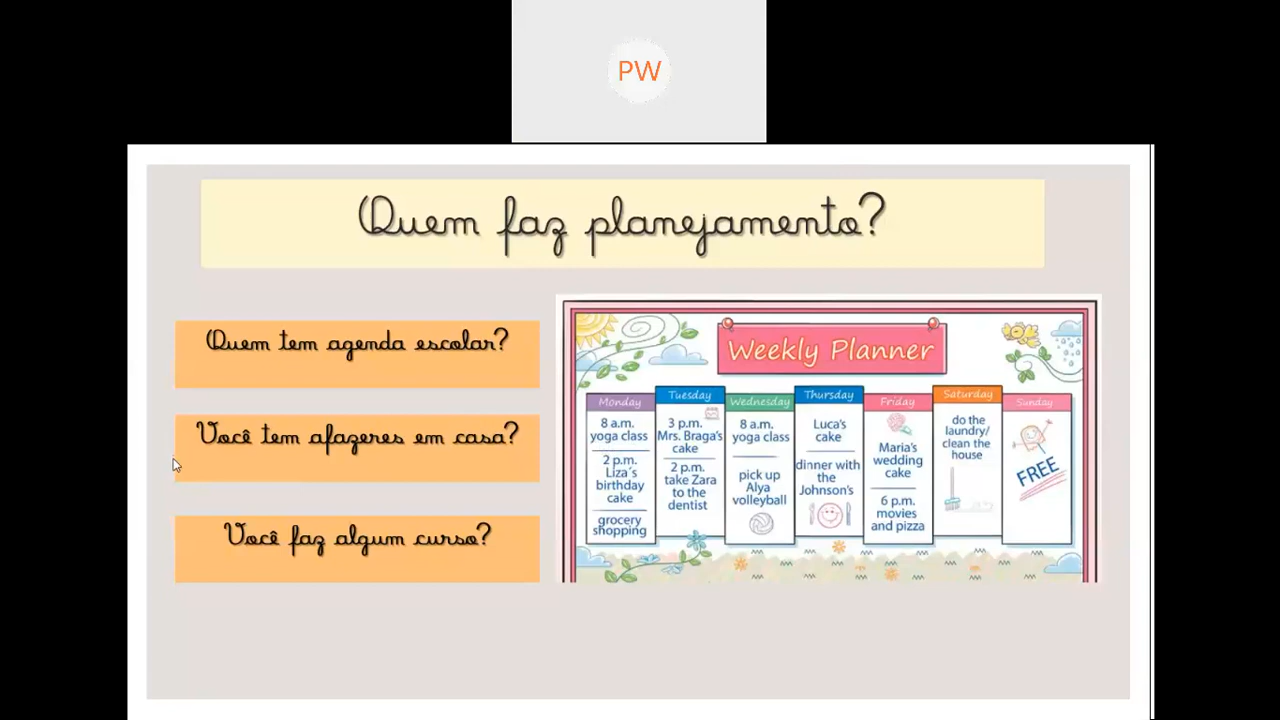 PW
Quem faz planejamento?
Quem tem agenda escolar?
Você tem afazeres em casa?
Você faz algum curso?
Weekly Planner
Monday
8 a.m.
yoga class
2 p.m.
Liza's
birthday
cake
grocery
shopping
Tuesday
3 p.m.
Mrs. Braga's
cake
2 p.m.
take Zara
to the
dentist
Wednesday
8 a.m.
yoga class
pick up
Alya
volleyball
Thursday
Luca's
cake
dinner with
the
Johnson's
Friday
Maria's
wedding
cake
6 p.m.
movies
and pizza
Saturday
do the
laundry/
clean the
house
Sunday
FREE